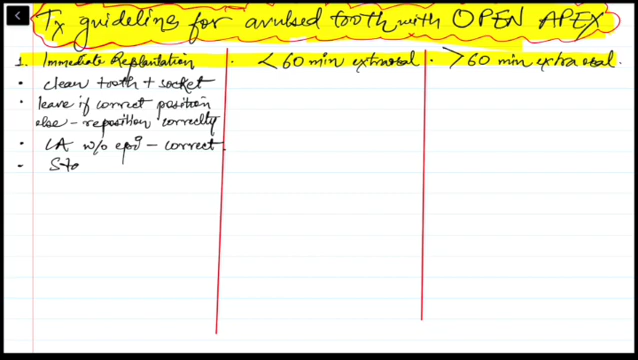 Tx guideline for avulsed tooth with OPEN APEX
1. Immediate Replantation
. < 60 min extraoral
. > 60 min extraoral.
• clean tooth + socket
• leave if correct position
else - reposition correctly
• LA w/o epi - correct
- Sto